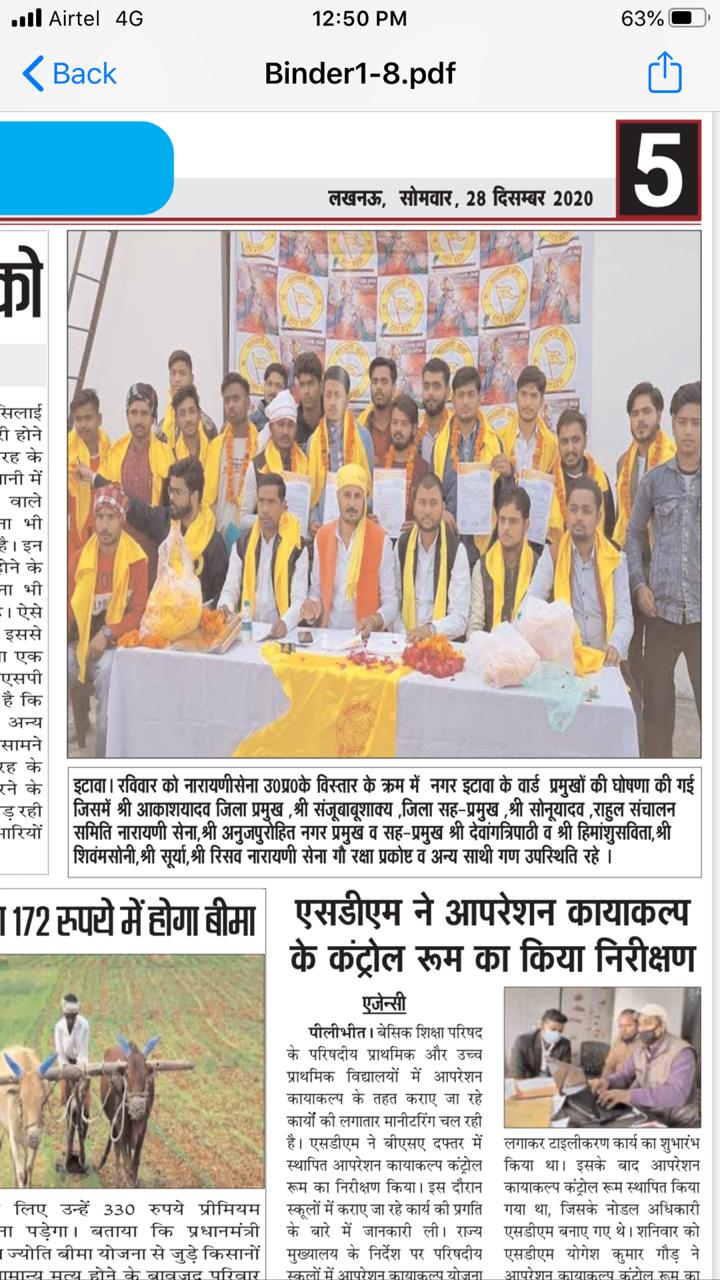 Airtel 4G 12:50 PM 63%
Back Binder1-8.pdf
लखनऊ, सोमवार, 28 दिसम्बर 2020 5
को
सिलाई
री होने
रह के
ानी में
वाले
ना भी
है। इन
होने के
ना भी
। ऐसे
इससे
ा एक
एसपी
है कि
अन्य
सामने
रह के
रने के
ड़ रही
मारियों
इटावा। रविवार को नारायणीसेना उ0प्र0के विस्तार के क्रम में नगर इटावा के वार्ड प्रमुखों की घोषणा की गई
जिसमें श्री आकाशयादव जिला प्रमुख ,श्री संजूबाबूशाक्य ,जिला सह-प्रमुख ,श्री सोनूयादव ,राहुल संचालन
समिति नारायणी सेना,श्री अनुजपुरोहित नगर प्रमुख व सह-प्रमुख श्री देवांगत्रिपाठी व श्री हिमांशुसविता,श्री
शिवंमसोनी,श्री सूर्या,श्री रिसव नारायणी सेना गौ रक्षा प्रकोष्ट व अन्य साथी गण उपस्थिति रहे ।
172 रुपये में होगा बीमा
लिए उन्हें 330 रुपये प्रीमियम
ना पड़ेगा। बताया कि प्रधानमंत्री
ज्योति बीमा योजना से जुड़े किसानों
सामान्य मृत्यु होने के बावजूद परिवार
एसडीएम ने आपरेशन कायाकल्प
के कंट्रोल रूम का किया निरीक्षण
एजेन्सी
पीलीभीत। बेसिक शिक्षा परिषद
के परिषदीय प्राथमिक और उच्च
प्राथमिक विद्यालयों में आपरेशन
कायाकल्प के तहत कराए जा रहे
कार्यों की लगातार मानीटरिंग चल रही
है। एसडीएम ने बीएसए दफ्तर में
स्थापित आपरेशन कायाकल्प कंट्रोल
रूम का निरीक्षण किया। इस दौरान
स्कूलों में कराए जा रहे कार्य की प्रगति
के बारे में जानकारी ली। राज्य
मुख्यालय के निर्देश पर परिषदीय
स्कूलों में आपरेशन कायाकल्प योजना
लगाकर टाइलीकरण कार्य का शुभारंभ
किया था। इसके बाद आपरेशन
कायाकल्प कंट्रोल रूम स्थापित किया
गया था, जिसके नोडल अधिकारी
एसडीएम बनाए गए थे। शनिवार को
एसडीएम योगेश कुमार गौड़ ने
आपरेशन कायाकल्प कंट्रोल रूम का